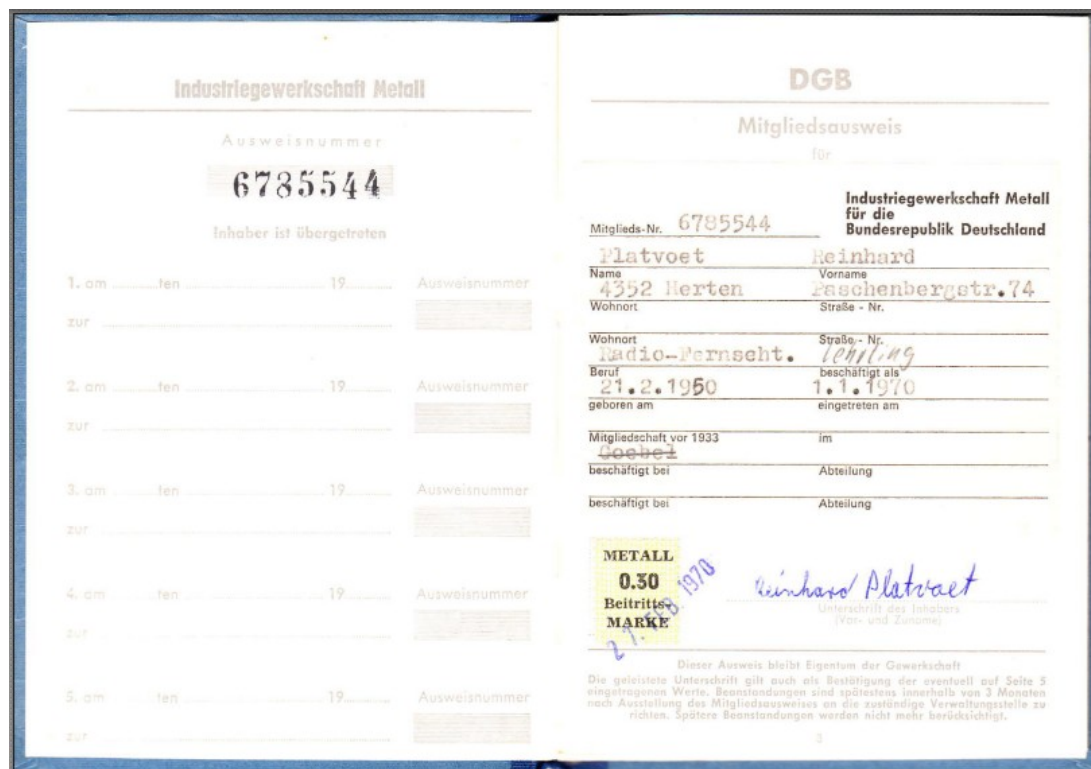 Industriegewerkschaft Metall
Ausweisnummer
6785544
Inhaber ist übergetreten
1. am ten 19 Ausweisnummer
zur
2. am ten 19 Ausweisnummer
zur
3. am ten 19 Ausweisnummer
zur
4. am ten 19 Ausweisnummer
zur
5. am ten 19 Ausweisnummer
zur
DGB
Mitgliedsausweis
für
Industriegewerkschaft Metall
für die
Bundesrepublik Deutschland
Mitglieds-Nr. 6785544
Platvoet Reinhard
Name Vorname
4352 Herten Paschenbergstr.74
Wohnort Straße - Nr.
Wohnort Straße - Nr.
Radio-Fernseht. Lehrling
Beruf beschäftigt als
21.2.1950 1.1.1970
geboren am eingetreten am
Mitgliedschaft vor 1933 im
Goebel
beschäftigt bei Abteilung
beschäftigt bei Abteilung
METALL
0.30
Beitritts-
MARKE
27. FEB. 1970
Reinhard Platvoet
Unterschrift des Inhabers
(Vor- und Zuname)
Dieser Ausweis bleibt Eigentum der Gewerkschaft
Die geleistete Unterschrift gilt auch als Bestätigung der eventuell auf Seite 5
eingetragenen Werte. Beanstandungen sind spätestens innerhalb von 3 Monaten
nach Ausstellung des Mitgliedsausweises an die zuständige Verwaltungsstelle zu
richten. Spätere Beanstandungen werden nicht mehr berücksichtigt.
3